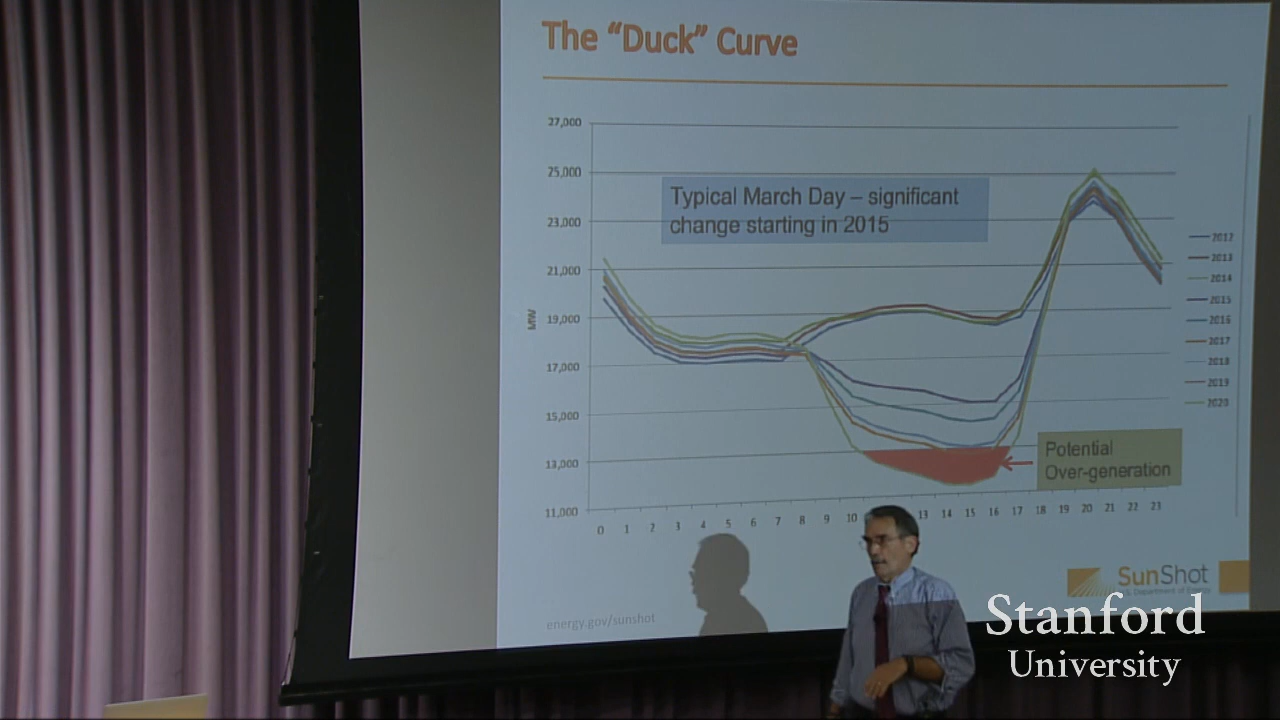 The "Duck" Curve
27,000
25,000
23,000
21,000
19,000
17,000
15,000
13,000
11,000
MW
Typical March Day – significant
change starting in 2015
2012
2013
2014
2015
2016
2017
2018
2019
2020
Potential
Over-generation
0 1 2 3 4 5 6 7 8 9 10 13 14 15 16 17 18 19 20 21 22 23
SunShot
energy.gov/sunshot
Stanford
University